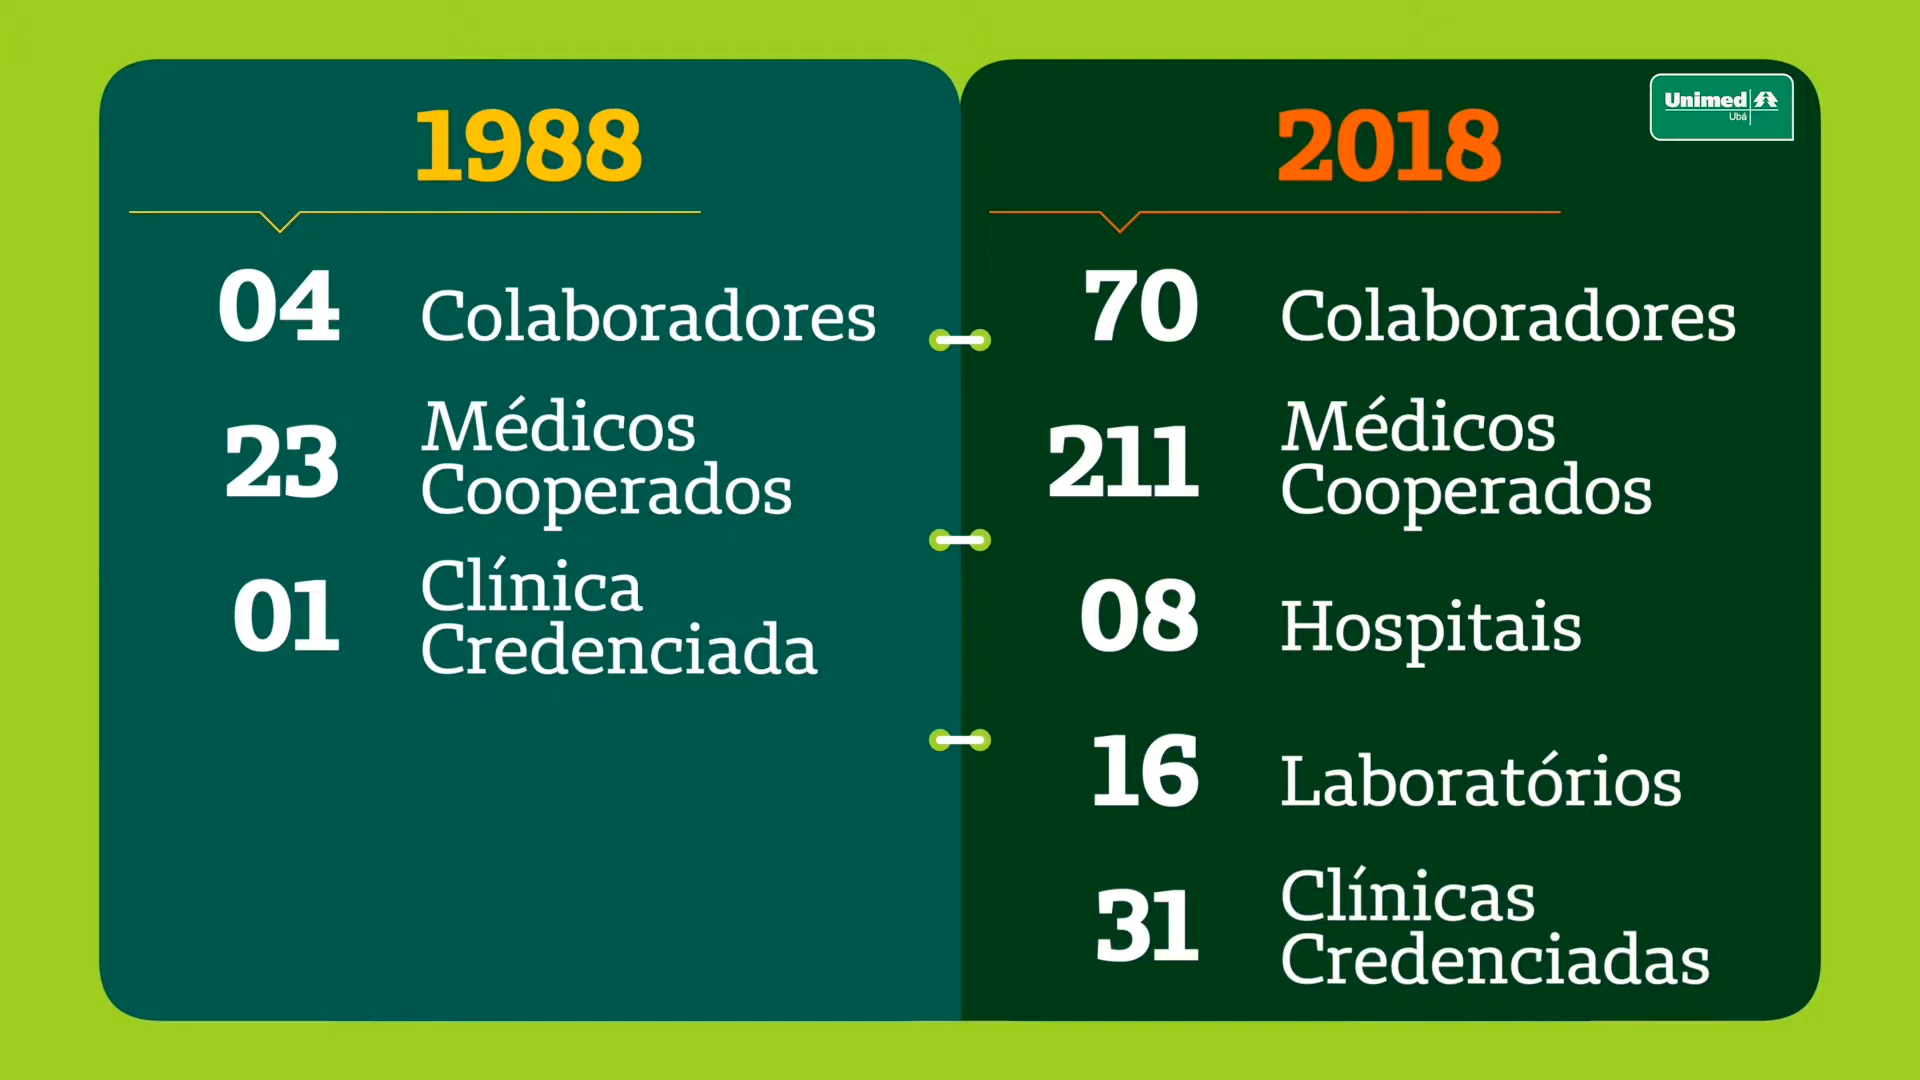 1988
04 Colaboradores
23 Médicos
Cooperados
01 Clínica
Credenciada
2018
70 Colaboradores
211 Médicos
Cooperados
08 Hospitais
16 Laboratórios
31 Clínicas
Credenciadas
Unimed
Ubá